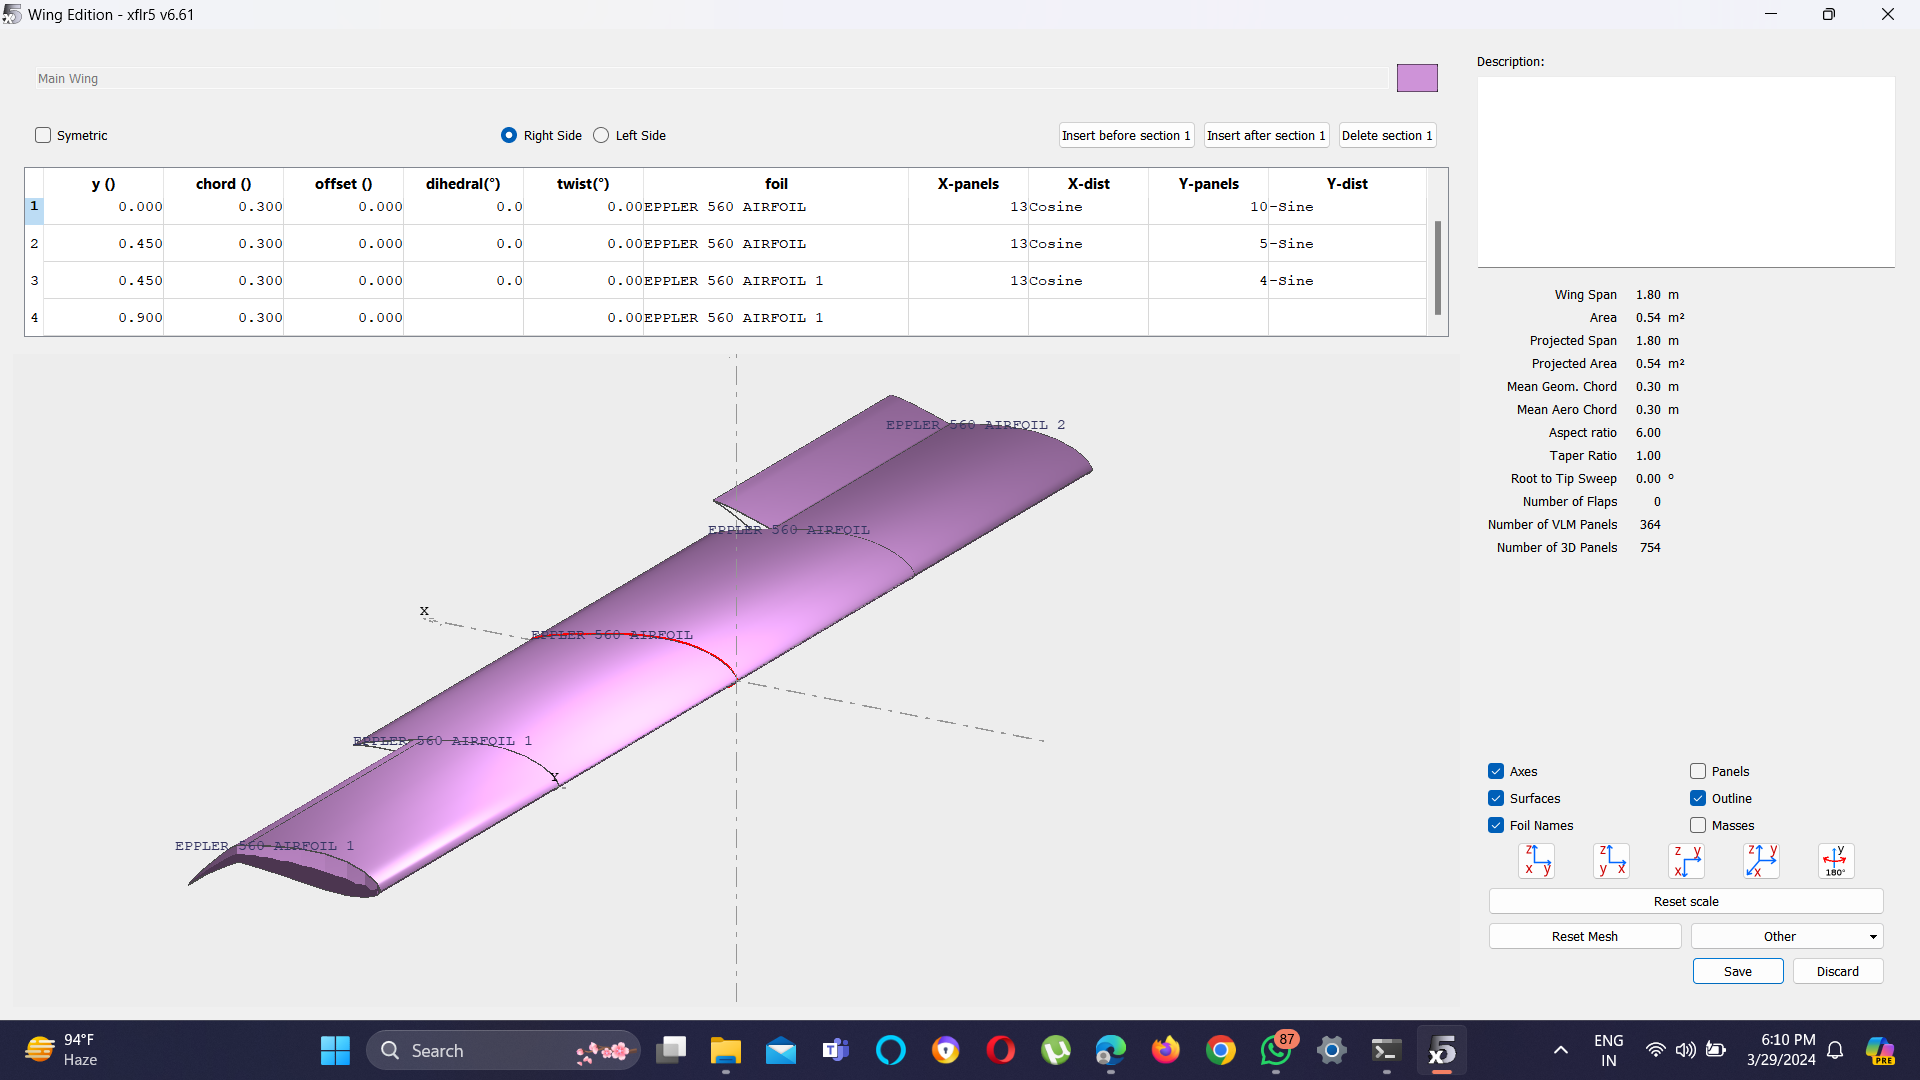 Wing Edition - xflr5 v6.61
Main Wing
Description:
Symetric
Right Side
Left Side
Insert before section 1
Insert after section 1
Delete section 1
y () chord () offset () dihedral(°) twist(°) foil X-panels X-dist Y-panels Y-dist
1 0.000 0.300 0.000 0.0 0.00 EPPLER 560 AIRFOIL 13 Cosine 10 -Sine
2 0.450 0.300 0.000 0.0 0.00 EPPLER 560 AIRFOIL 13 Cosine 5 -Sine
3 0.450 0.300 0.000 0.0 0.00 EPPLER 560 AIRFOIL 1 13 Cosine 4 -Sine
4 0.900 0.300 0.000 0.00 EPPLER 560 AIRFOIL 1
Wing Span 1.80 m
Area 0.54 m²
Projected Span 1.80 m
Projected Area 0.54 m²
Mean Geom. Chord 0.30 m
Mean Aero Chord 0.30 m
Aspect ratio 6.00
Taper Ratio 1.00
Root to Tip Sweep 0.00 °
Number of Flaps 0
Number of VLM Panels 364
Number of 3D Panels 754
EPPLER 560 AIRFOIL 2
EPPLER 560 AIRFOIL
X
EPPLER 560 AIRFOIL
EPPLER 560 AIRFOIL 1
Y
EPPLER 560 AIRFOIL 1
Axes
Panels
Surfaces
Outline
Foil Names
Masses
z x y
z y x
z y x
z y x
y 180°
Reset scale
Reset Mesh
Other
Save
Discard
94°F
Haze
Search
87
x5
ENG
IN
6:10 PM
3/29/2024
PRE